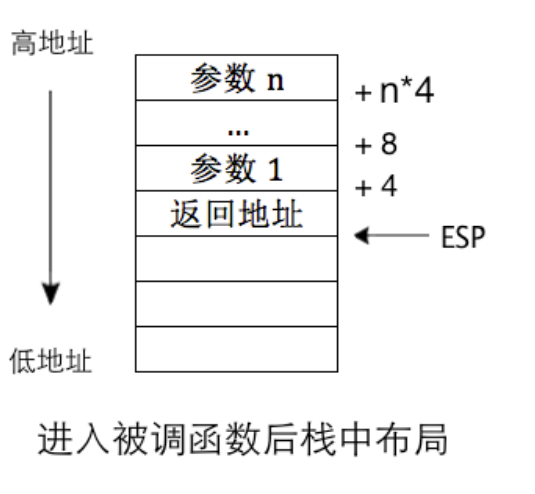 高地址
参数 n
+ n*4
...
+ 8
参数 1
+ 4
返回地址
ESP
低地址
进入被调函数后栈中布局